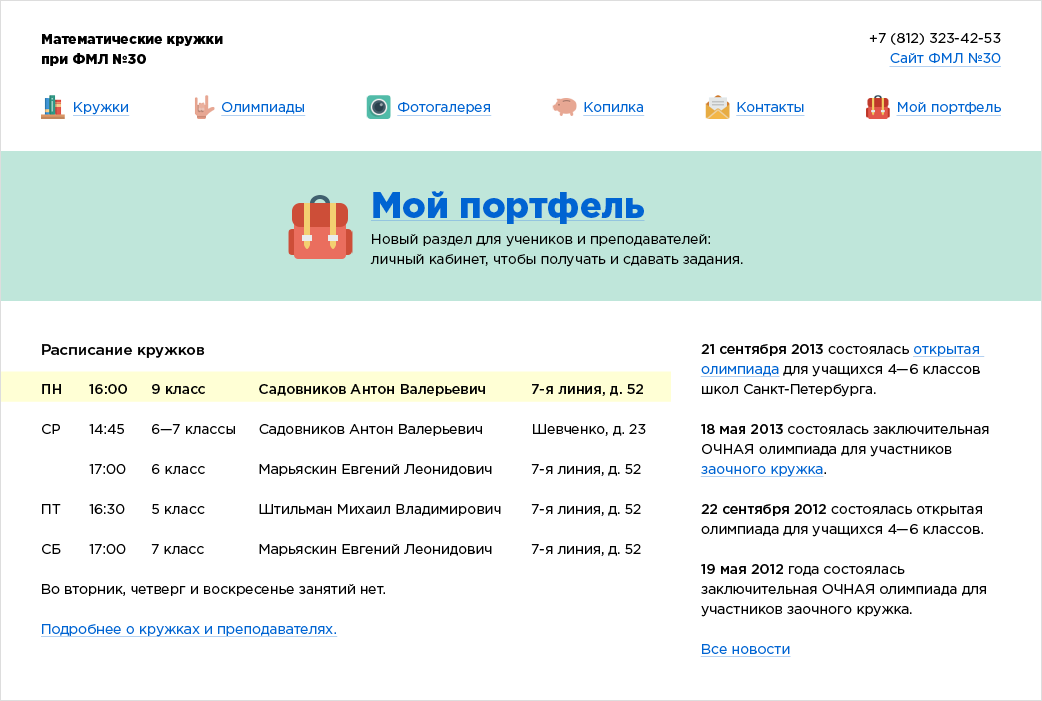 Математические кружки
при ФМЛ №30
+7 (812) 323-42-53
Сайт ФМЛ №30
Кружки Олимпиады Фотогалерея Копилка Контакты Мой портфель
Мой портфель
Новый раздел для учеников и преподавателей:
личный кабинет, чтобы получать и сдавать задания.
Расписание кружков
ПН 16:00 9 класс Садовников Антон Валерьевич 7-я линия, д. 52
СР 14:45 6—7 классы Садовников Антон Валерьевич Шевченко, д. 23
17:00 6 класс Марьяскин Евгений Леонидович 7-я линия, д. 52
ПТ 16:30 5 класс Штильман Михаил Владимирович 7-я линия, д. 52
СБ 17:00 7 класс Марьяскин Евгений Леонидович 7-я линия, д. 52
Во вторник, четверг и воскресенье занятий нет.
Подробнее о кружках и преподавателях.
21 сентября 2013 состоялась открытая
олимпиада для учащихся 4—6 классов
школ Санкт-Петербурга.
18 мая 2013 состоялась заключительная
ОЧНАЯ олимпиада для участников
заочного кружка.
22 сентября 2012 состоялась открытая
олимпиада для учащихся 4—6 классов.
19 мая 2012 года состоялась
заключительная ОЧНАЯ олимпиада для
участников заочного кружка.
Все новости